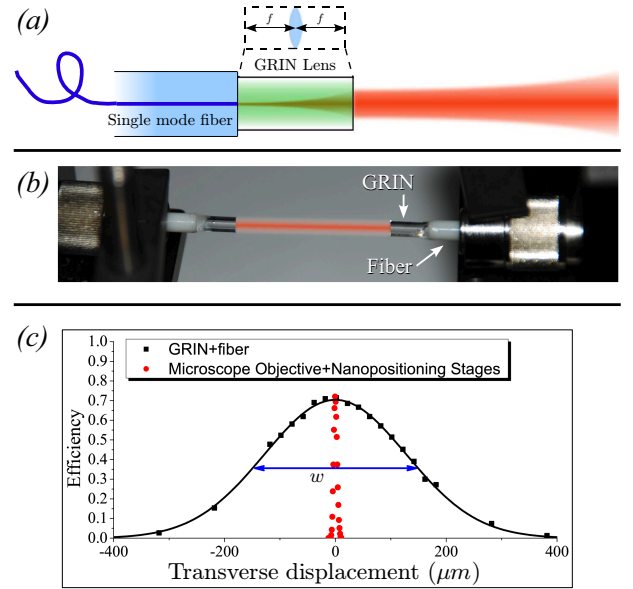 (a)
f f
GRIN Lens
Single mode fiber
(b)
GRIN
Fiber
(c)
GRIN+fiber
Microscope Objective+Nanopositioning Stages
1.0
0.9
0.8
0.7
0.6
0.5
0.4
0.3
0.2
0.1
0.0
Efficiency
w
-400 -200 0 200 400
Transverse displacement (μm)